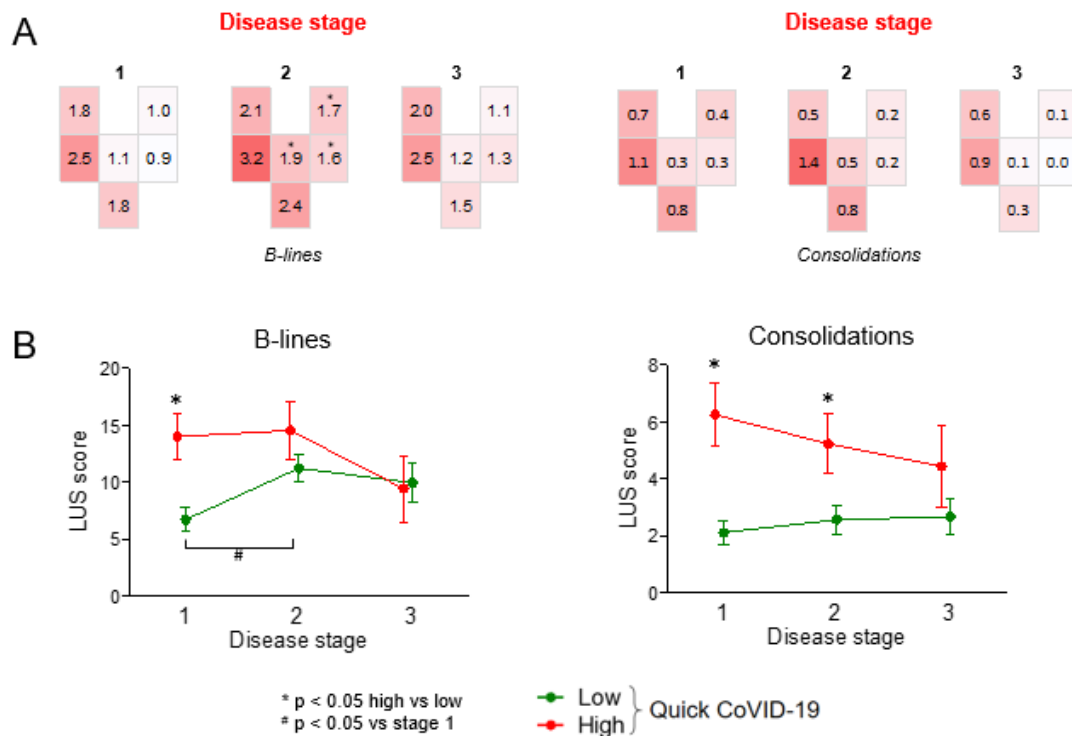 A
Disease stage
Disease stage
1 2 3
1 2 3
1.8 1.0 2.1 1.7* 2.0 1.1
2.5 1.1 0.9 3.2 1.9* 1.6* 2.5 1.2 1.3
1.8 2.4 1.5
B-lines
0.7 0.4 0.5 0.2 0.6 0.1
1.1 0.3 0.3 1.4 0.5 0.2 0.9 0.1 0.0
0.8 0.8 0.3
Consolidations
B
B-lines
20
15
10
5
0
LUS score
*
#
1 2 3
Disease stage
Consolidations
8
6
4
2
0
LUS score
* *
1 2 3
Disease stage
* p < 0.05 high vs low
# p < 0.05 vs stage 1
Low
High
Quick CoVID-19